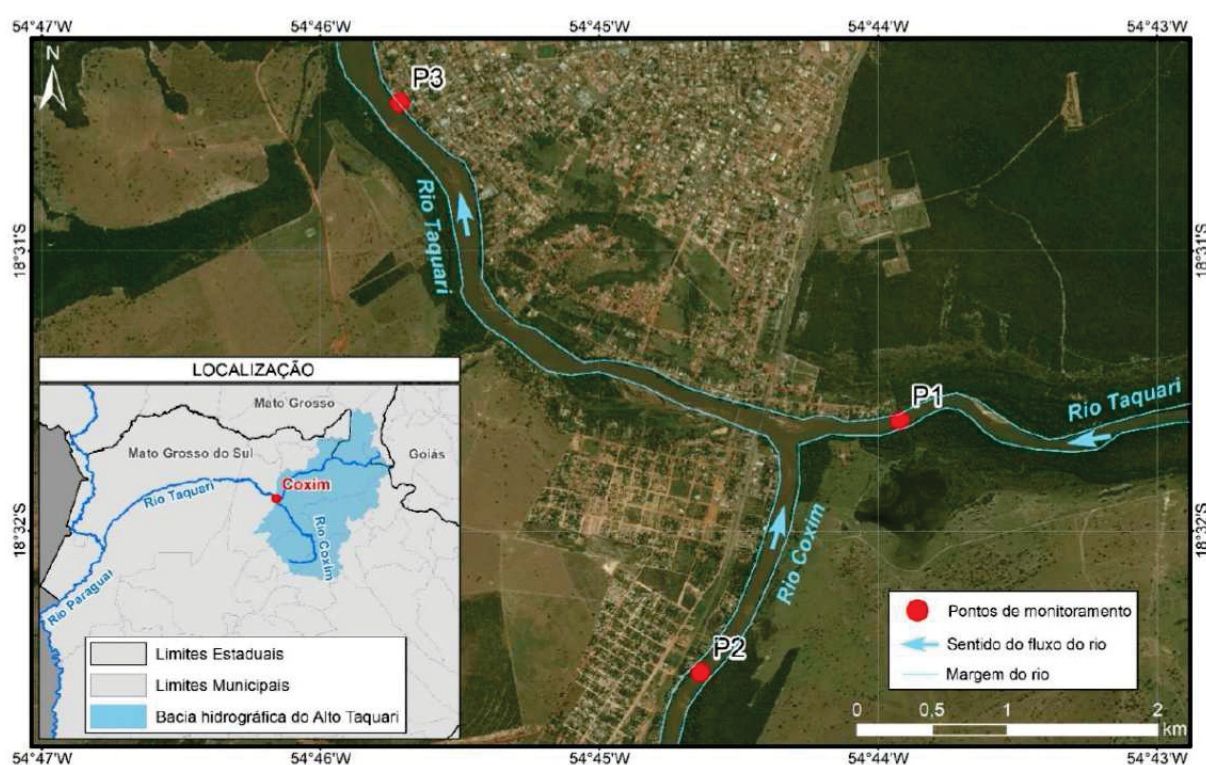 54°47'W 54°46'W 54°45'W 54°44'W 54°43'W
N
P3
Rio Taquari
18°31'S 18°31'S
P1
Rio Taquari
Rio Coxim
18°32'S 18°32'S
P2
LOCALIZAÇÃO
Mato Grosso
Mato Grosso do Sul
Goiás
Rio Taquari
Coxim
Rio Coxim
Rio Paraguai
Limites Estaduais
Limites Municipais
Bacia hidrográfica do Alto Taquari
Pontos de monitoramento
Sentido do fluxo do rio
Margem do rio
0 0,5 1 2
km
54°47'W 54°46'W 54°45'W 54°44'W 54°43'W